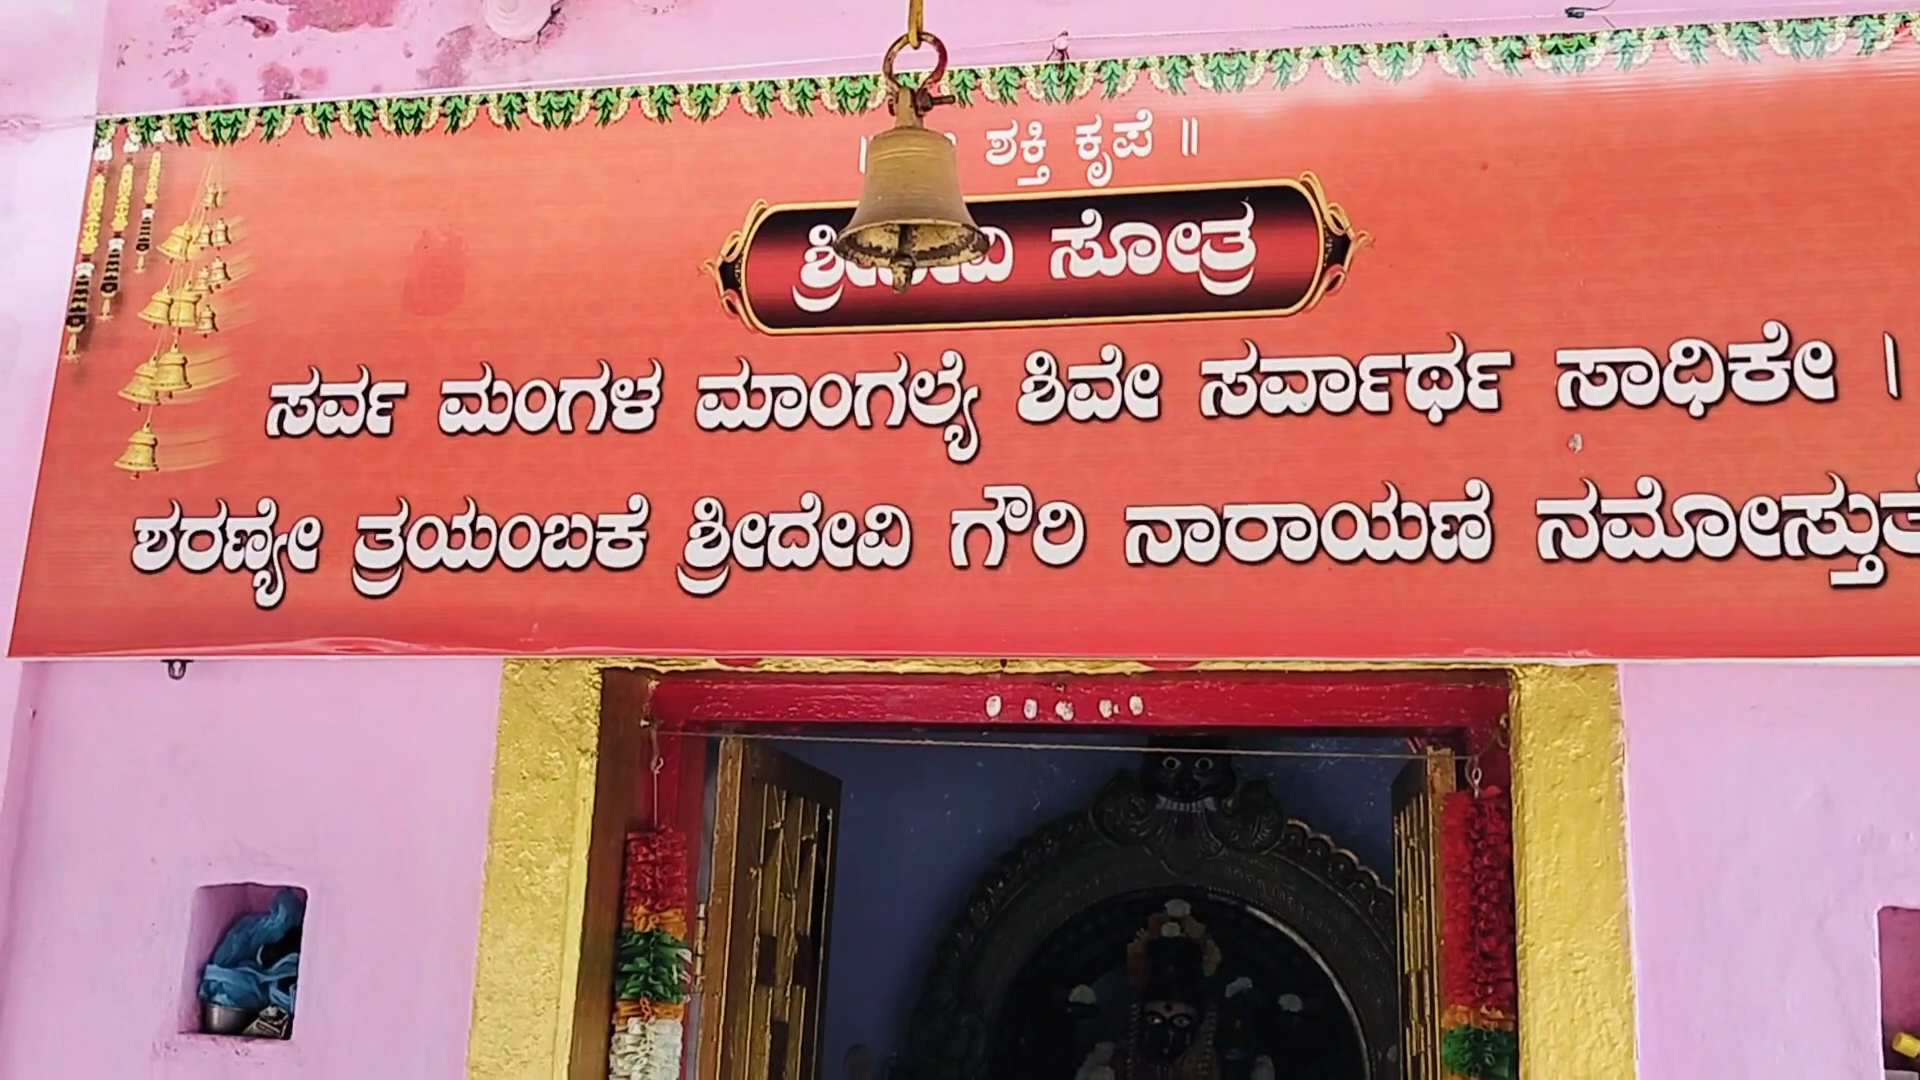 ಶಕ್ತಿ ಕೃಪೆ ॥
ಸೋತ್ರ
ಸರ್ವ ಮಂಗಳ ಮಾಂಗಲ್ಯೆ ಶಿವೇ ಸರ್ವಾರ್ಥ ಸಾಧಿಕೇ ।
ಶರಣ್ಯೇ ತ್ರಯಂಬಕೆ ಶ್ರೀದೇವಿ ಗೌರಿ ನಾರಾಯಣಿ